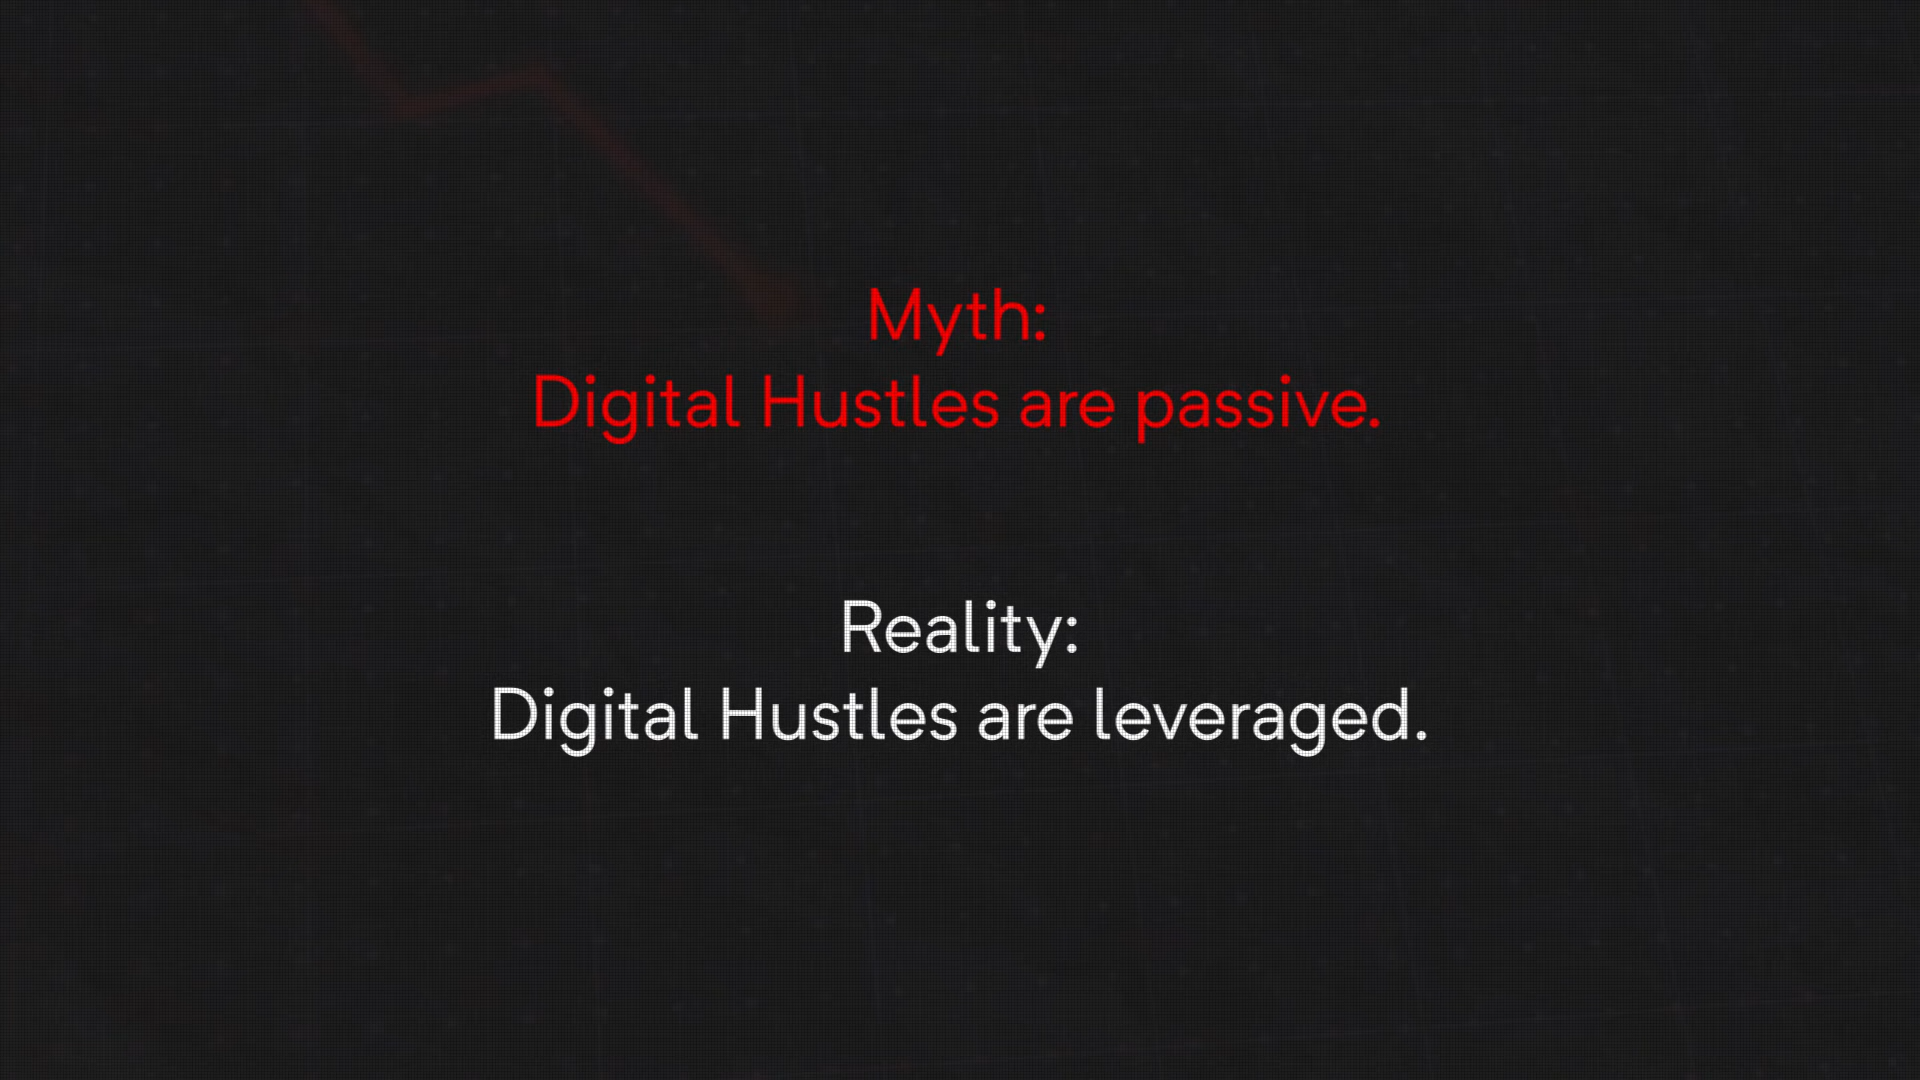 Myth:
Digital Hustles are passive.
Reality:
Digital Hustles are leveraged.